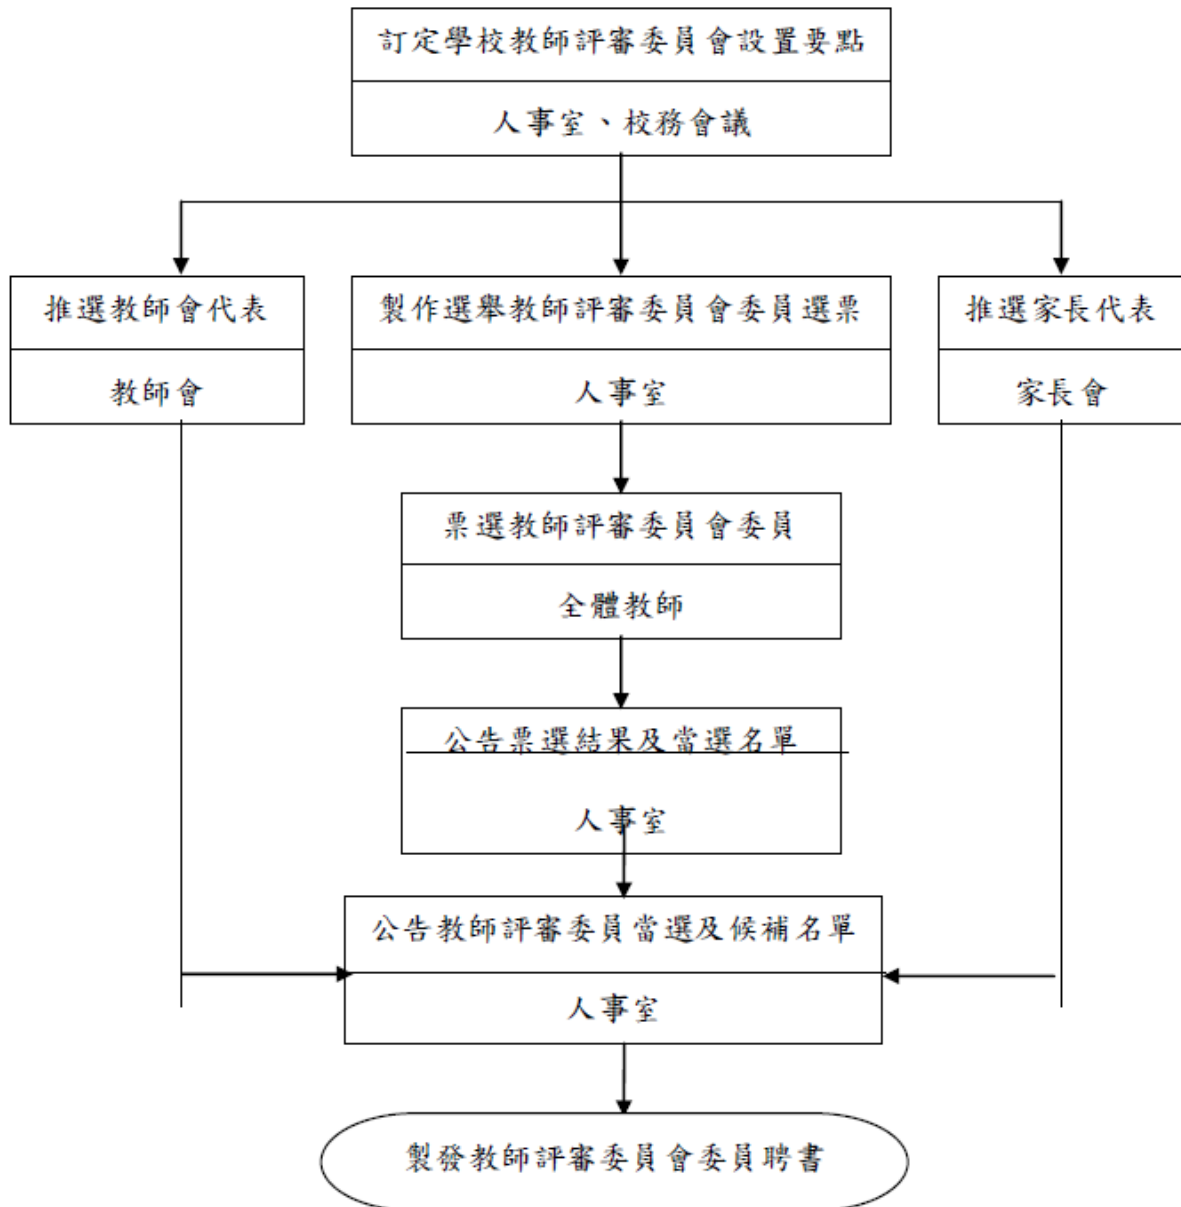 訂定學校教師評審委員會設置要點
人事室、校務會議
推選教師會代表
教師會
製作選舉教師評審委員會委員選票
人事室
推選家長代表
家長會
票選教師評審委員會委員
全體教師
公告票選結果及當選名單
人事室
公告教師評審委員當選及候補名單
人事室
製發教師評審委員會委員聘書